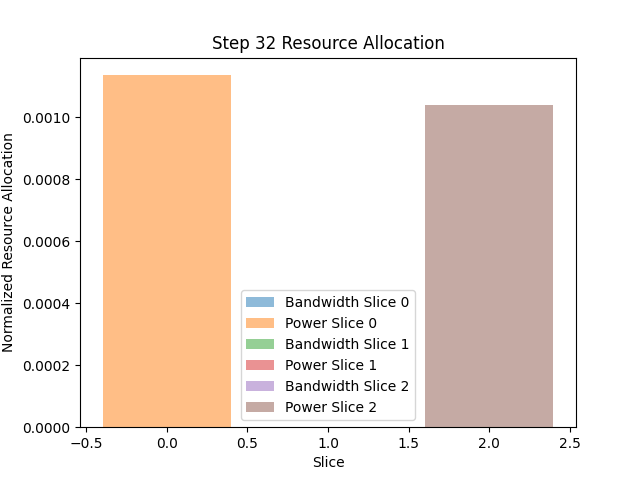 Step 32 Resource Allocation
Normalized Resource Allocation
0.0010
0.0008
0.0006
0.0004
0.0002
0.0000
Bandwidth Slice 0
Power Slice 0
Bandwidth Slice 1
Power Slice 1
Bandwidth Slice 2
Power Slice 2
−0.5 0.0 0.5 1.0 1.5 2.0 2.5
Slice